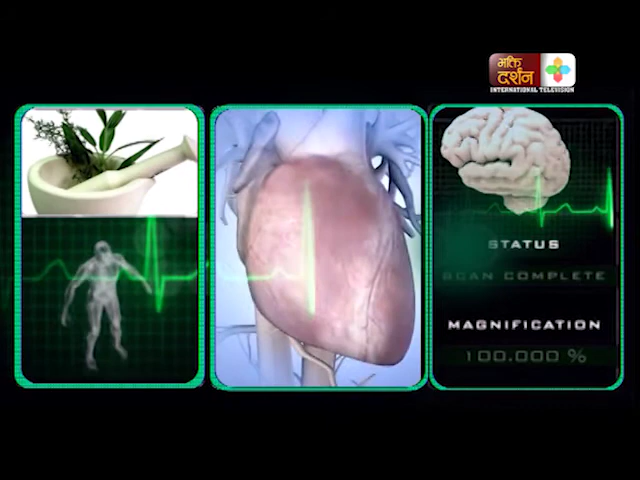 भक्ति
दर्शन
INTERNATIONAL TELEVISION
STATUS
SCAN COMPLETE
MAGNIFICATION
100.000 %